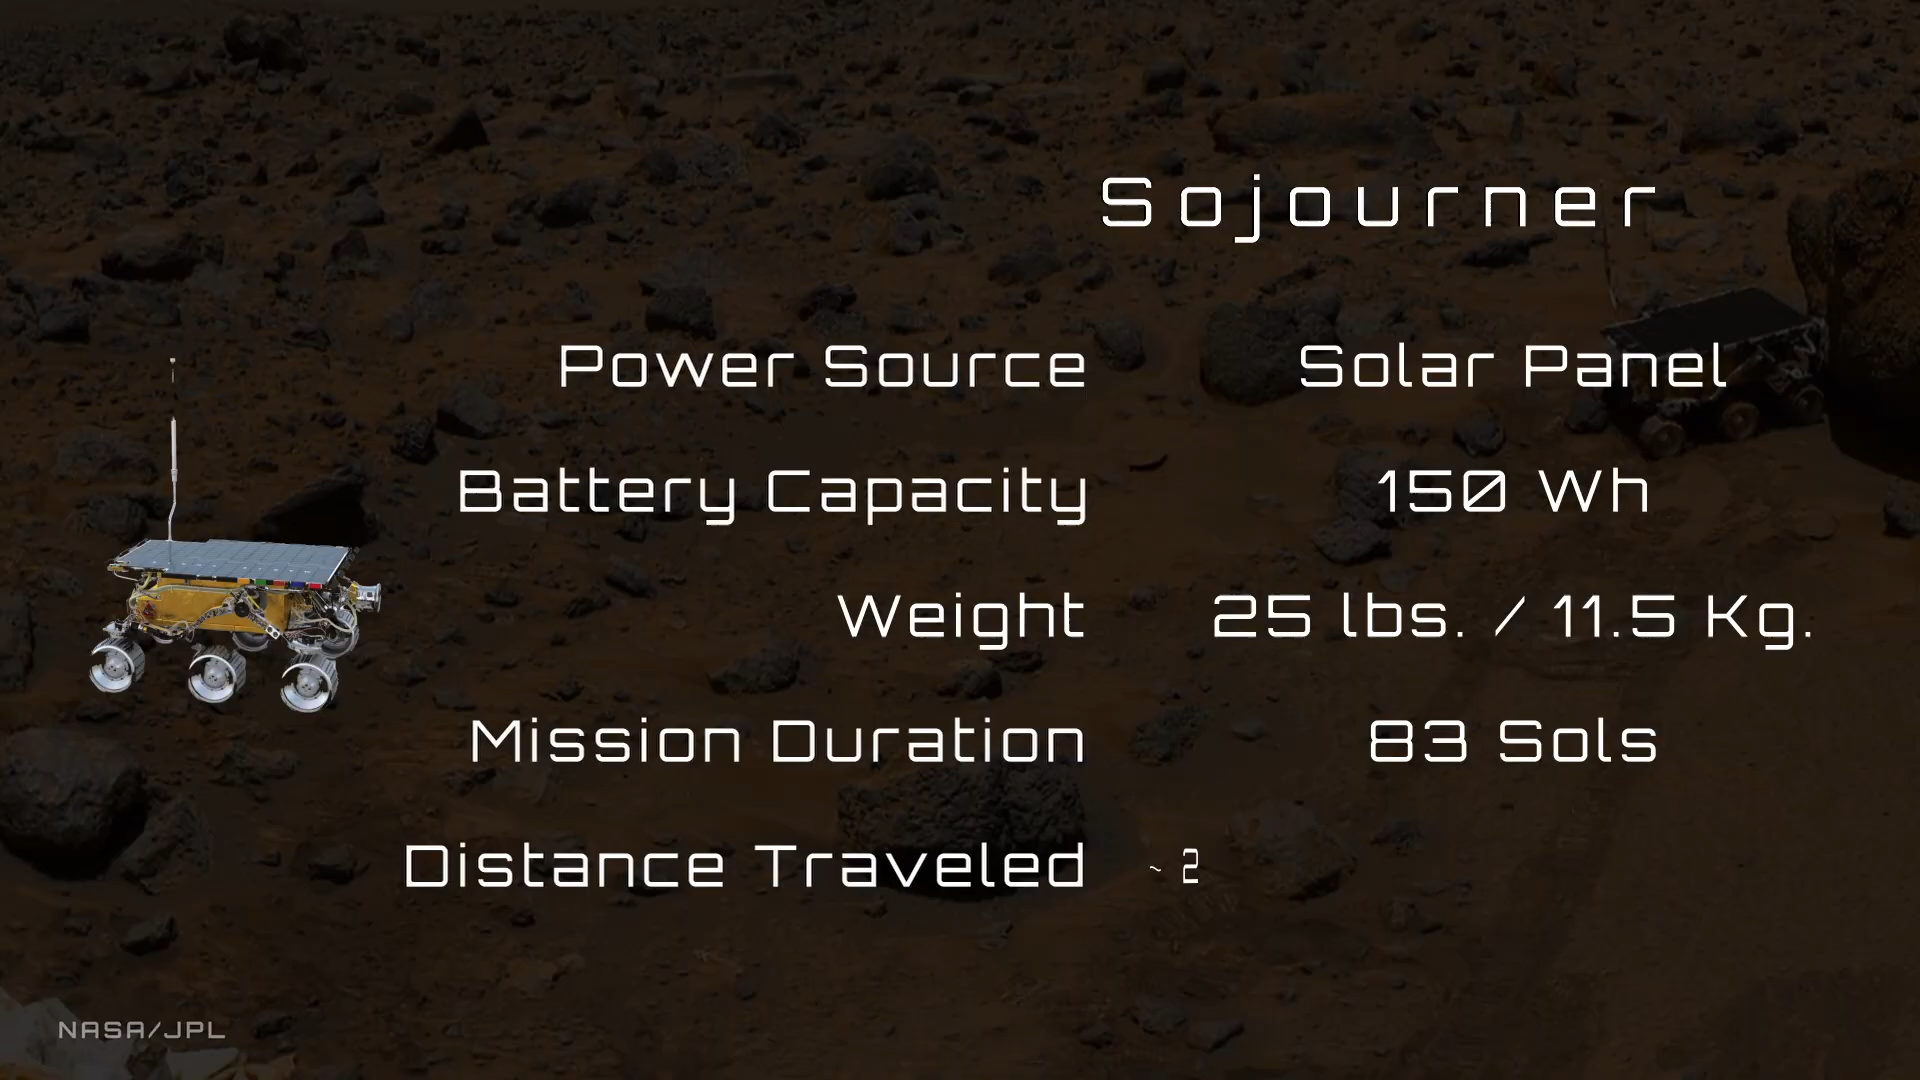 Sojourner
Power Source Solar Panel
Battery Capacity 150 Wh
Weight 25 lbs. / 11.5 Kg.
Mission Duration 83 Sols
Distance Traveled ~ 2
NASA/JPL